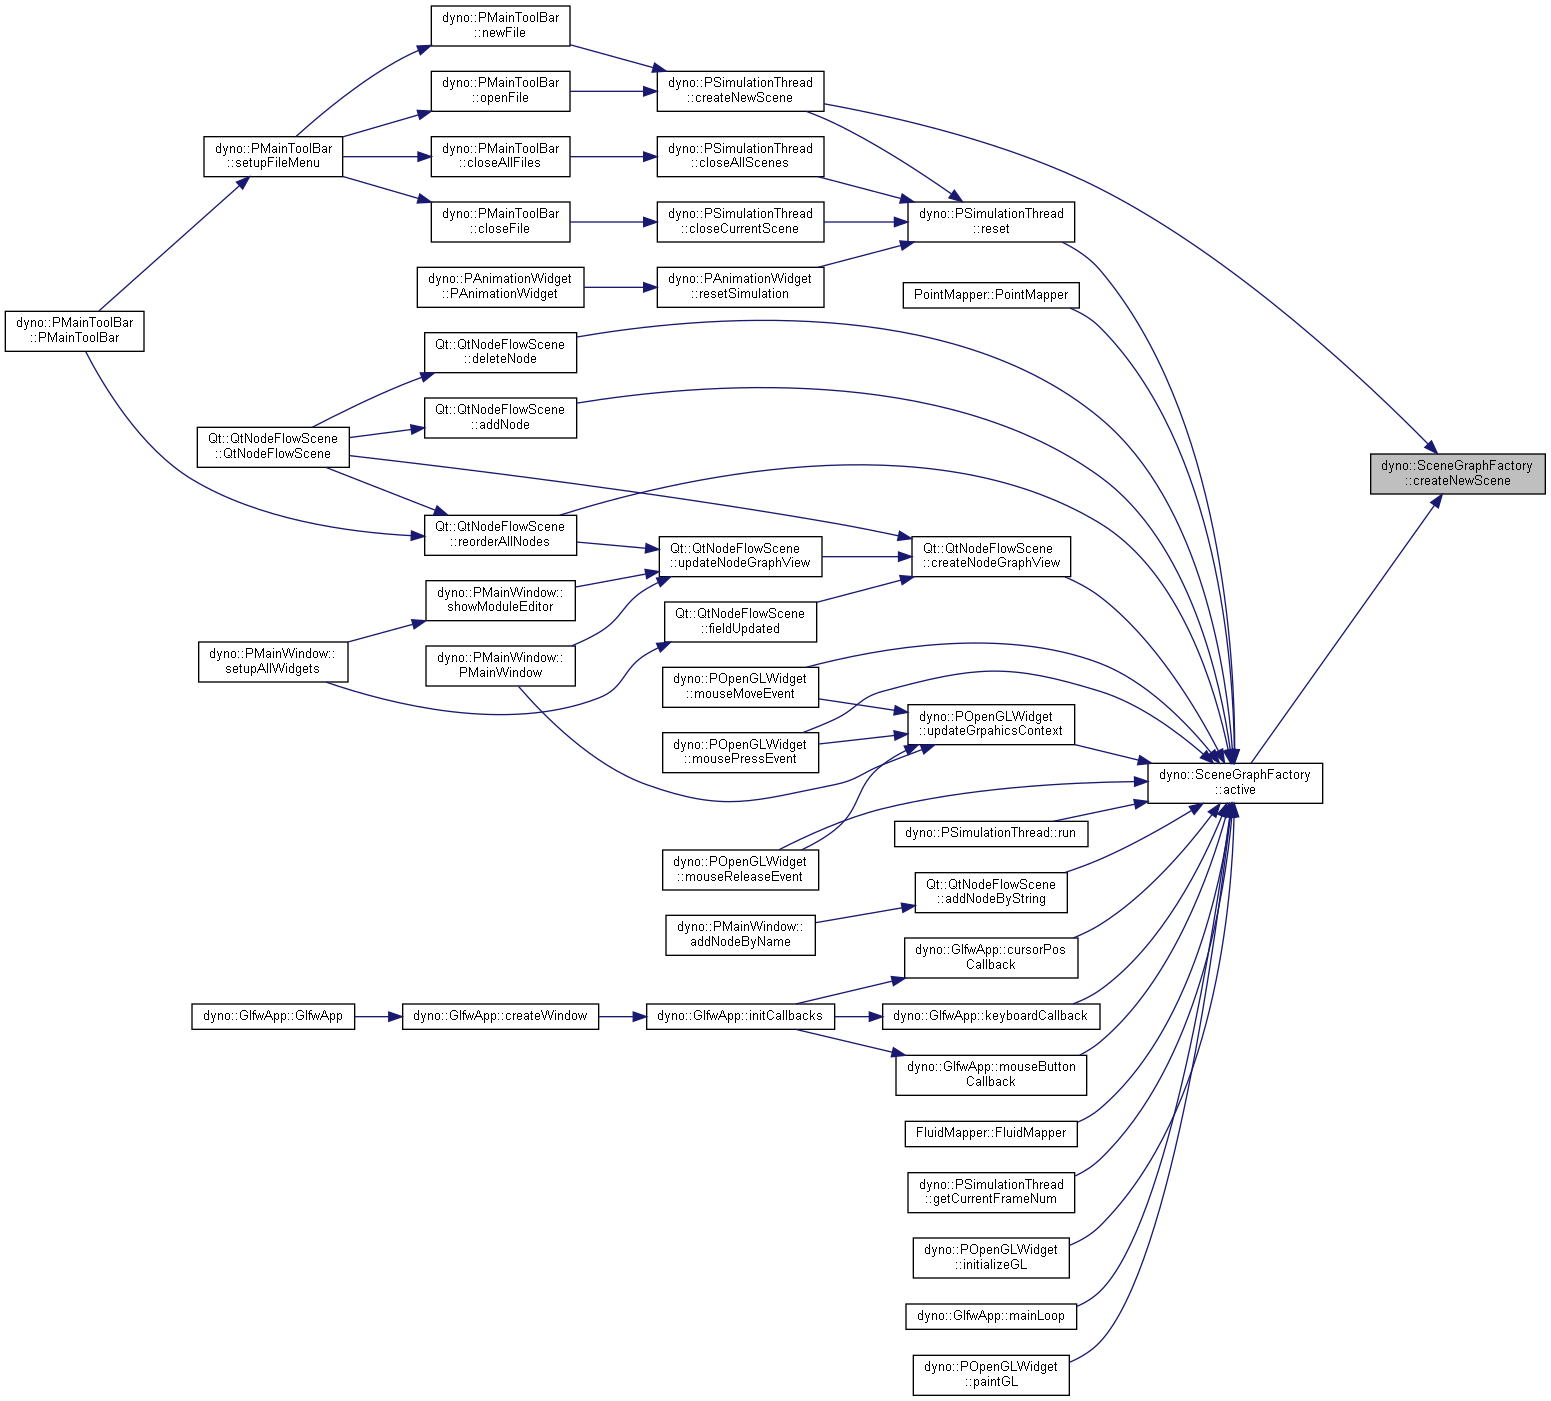 dyno::PMainToolBar
::newFile
dyno::PMainToolBar
::openFile
dyno::PSimulationThread
::createNewScene
dyno::PMainToolBar
::setupFileMenu
dyno::PMainToolBar
::closeAllFiles
dyno::PSimulationThread
::closeAllScenes
dyno::PMainToolBar
::closeFile
dyno::PSimulationThread
::closeCurrentScene
dyno::PSimulationThread
::reset
dyno::PAnimationWidget
::PAnimationWidget
dyno::PAnimationWidget
::resetSimulation
PointMapper::PointMapper
dyno::PMainToolBar
::PMainToolBar
Qt::QtNodeFlowScene
::deleteNode
Qt::QtNodeFlowScene
::addNode
Qt::QtNodeFlowScene
::QtNodeFlowScene
dyno::SceneGraphFactory
::createNewScene
Qt::QtNodeFlowScene
::reorderAllNodes
Qt::QtNodeFlowScene
::updateNodeGraphView
Qt::QtNodeFlowScene
::createNodeGraphView
dyno::PMainWindow::
showModuleEditor
Qt::QtNodeFlowScene
::fieldUpdated
dyno::PMainWindow::
setupAllWidgets
dyno::PMainWindow::
PMainWindow
dyno::POpenGLWidget
::mouseMoveEvent
dyno::POpenGLWidget
::updateGrpahicsContext
dyno::POpenGLWidget
::mousePressEvent
dyno::SceneGraphFactory
::active
dyno::PSimulationThread::run
dyno::POpenGLWidget
::mouseReleaseEvent
Qt::QtNodeFlowScene
::addNodeByString
dyno::PMainWindow::
addNodeByName
dyno::GlfwApp::cursorPos
Callback
dyno::GlfwApp::GlfwApp
dyno::GlfwApp::createWindow
dyno::GlfwApp::initCallbacks
dyno::GlfwApp::keyboardCallback
dyno::GlfwApp::mouseButton
Callback
FluidMapper::FluidMapper
dyno::PSimulationThread
::getCurrentFrameNum
dyno::POpenGLWidget
::initializeGL
dyno::GlfwApp::mainLoop
dyno::POpenGLWidget
::paintGL